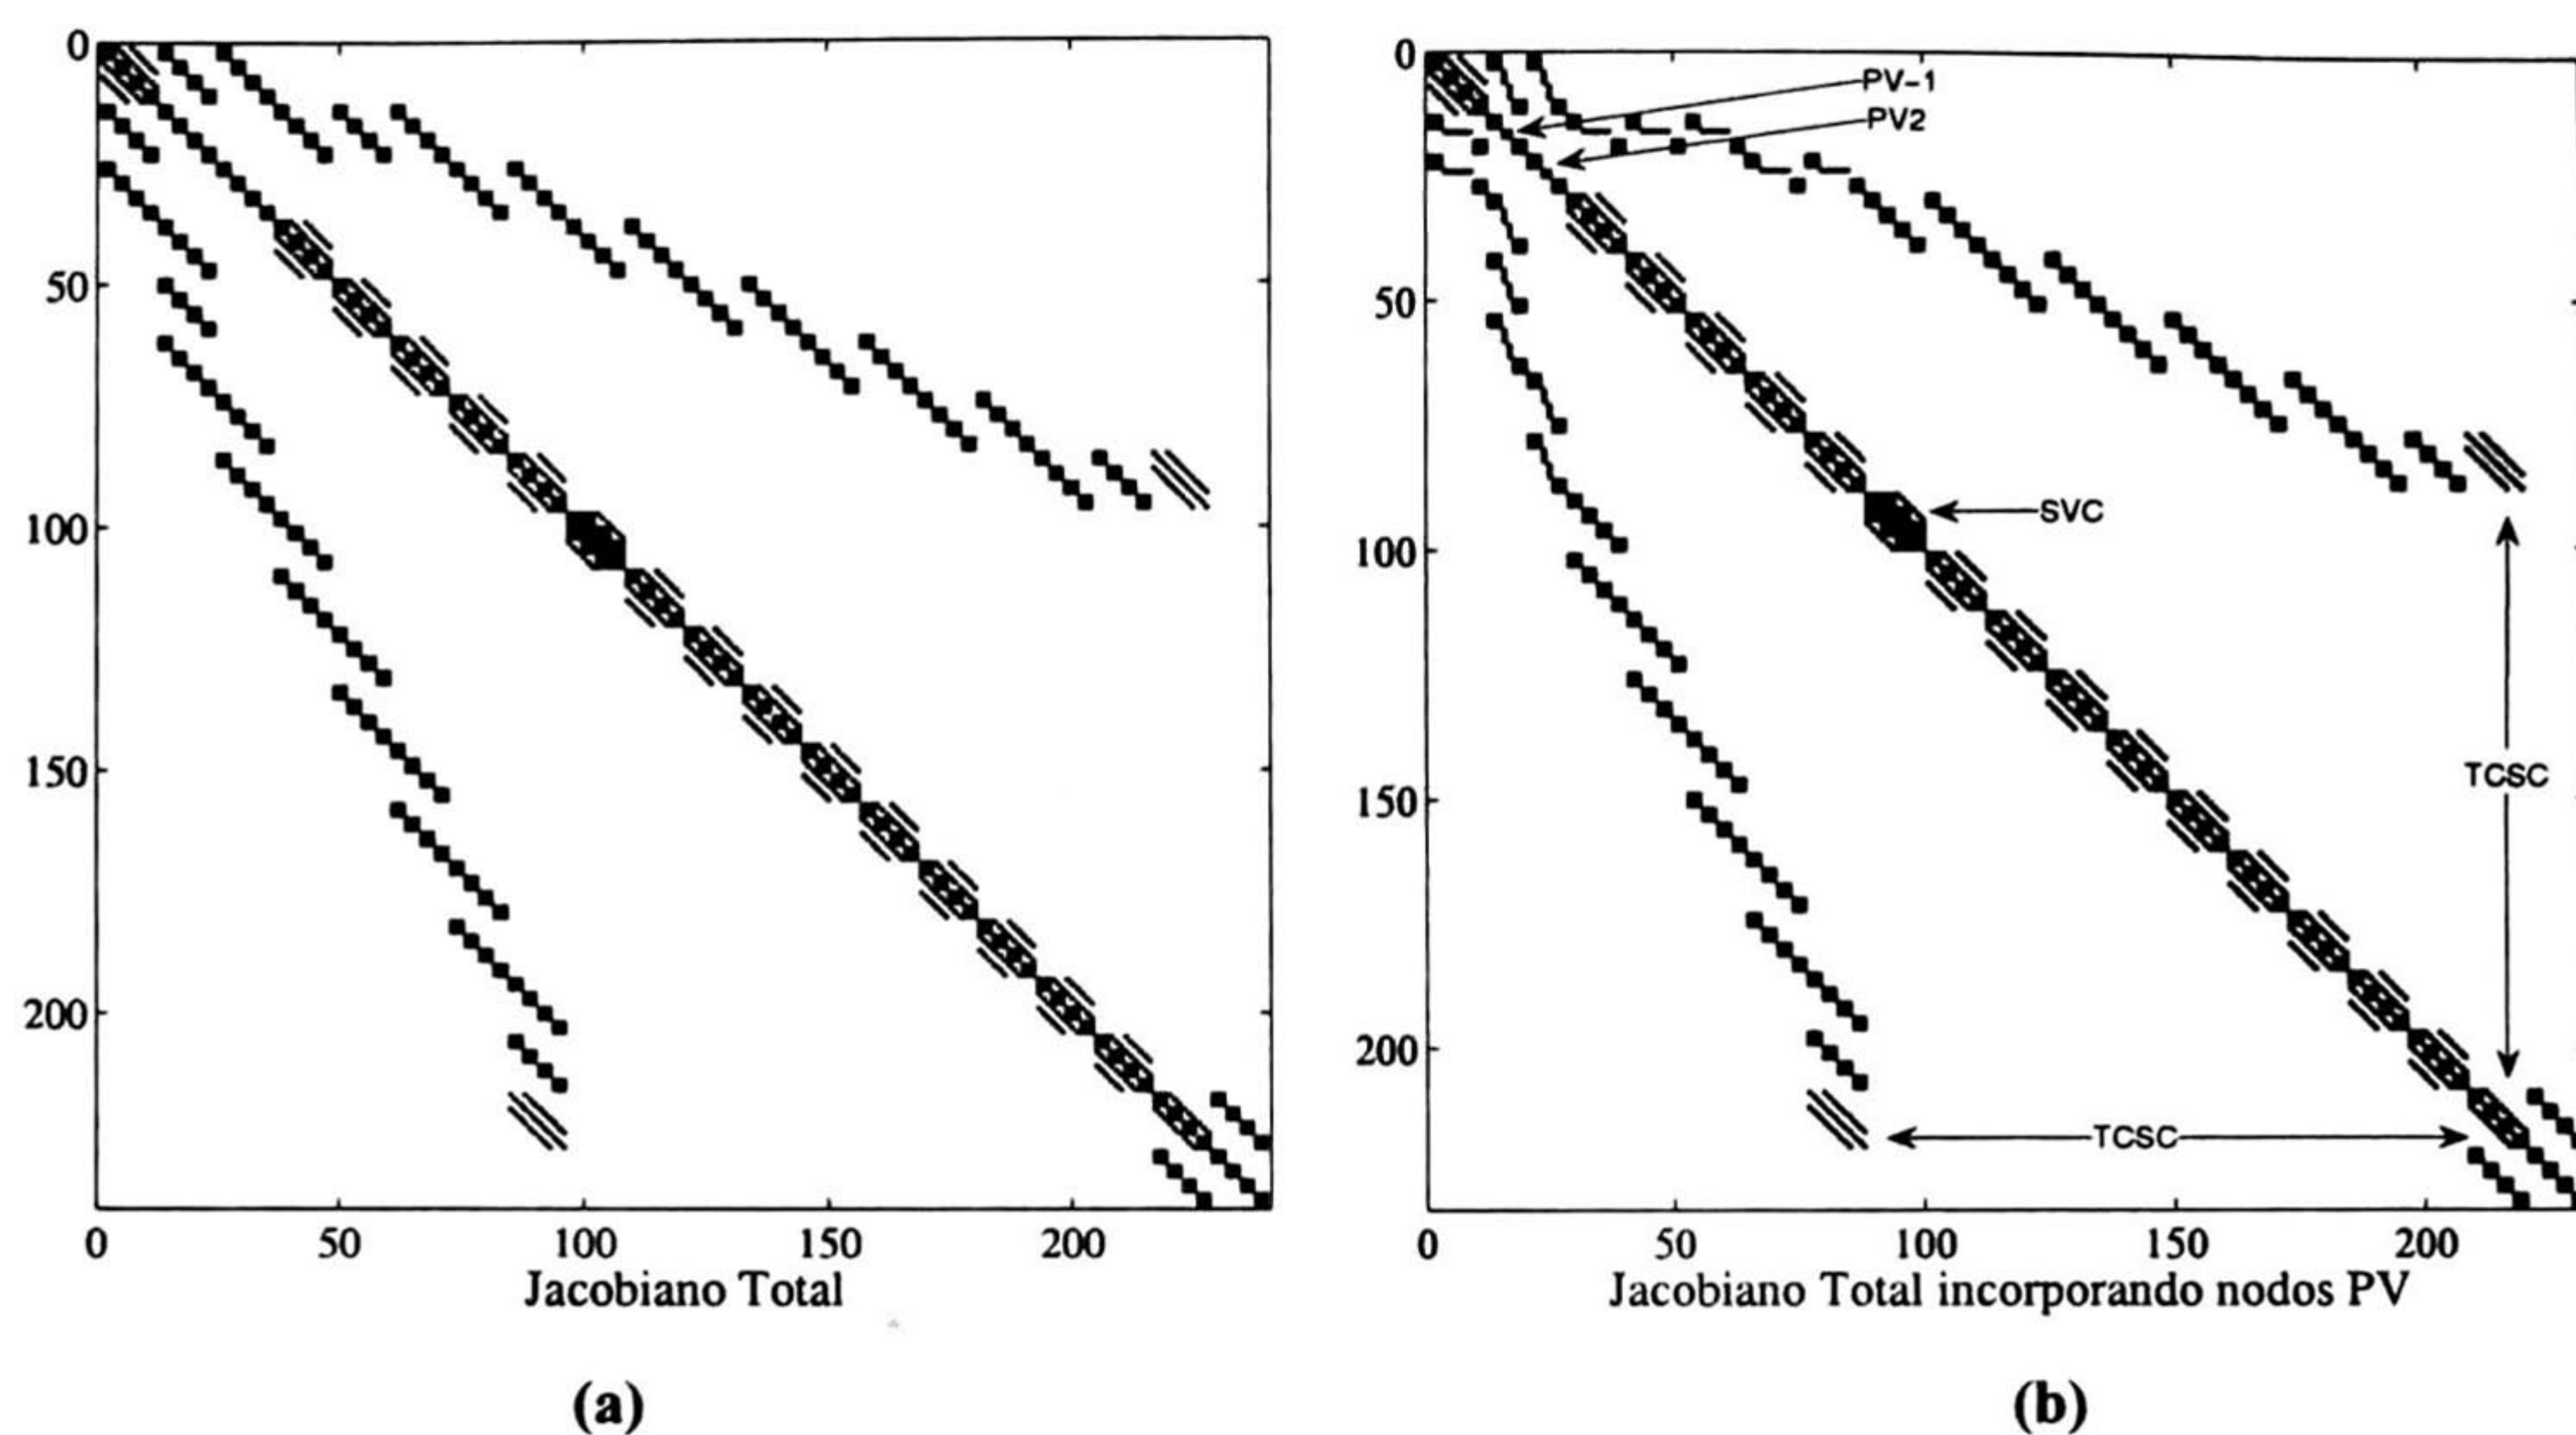 0
50
100
150
200
0 50 100 150 200
Jacobiano Total
(a)
0
PV-1
PV2
50
SVC
100
TCSC
150
200
TCSC
0 50 100 150 200
Jacobiano Total incorporando nodos PV
(b)